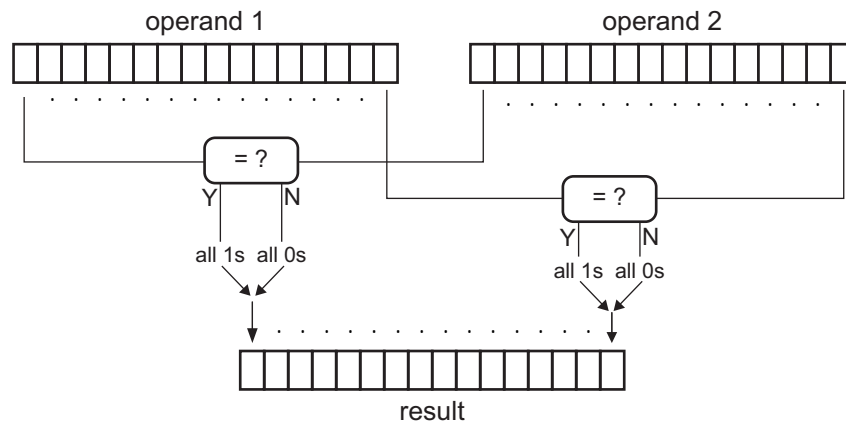 operand 1 operand 2
= ?
= ?
Y N
Y N
all 1s all 0s
all 1s all 0s
result